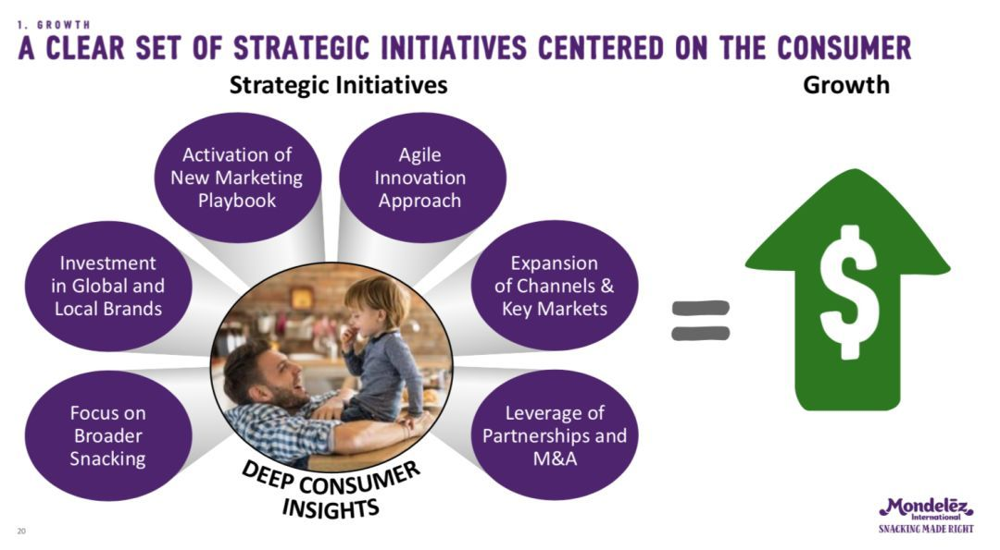 1. GROWTH
A CLEAR SET OF STRATEGIC INITIATIVES CENTERED ON THE CONSUMER
Strategic Initiatives
Growth
Activation of
New Marketing
Playbook
Agile
Innovation
Approach
Investment
in Global and
Local Brands
Expansion
of Channels &
Key Markets
Focus on
Broader
Snacking
Leverage of
Partnerships and
M&A
DEEP CONSUMER
INSIGHTS
=
$
Mondelēz
International
SNACKING MADE RIGHT
20